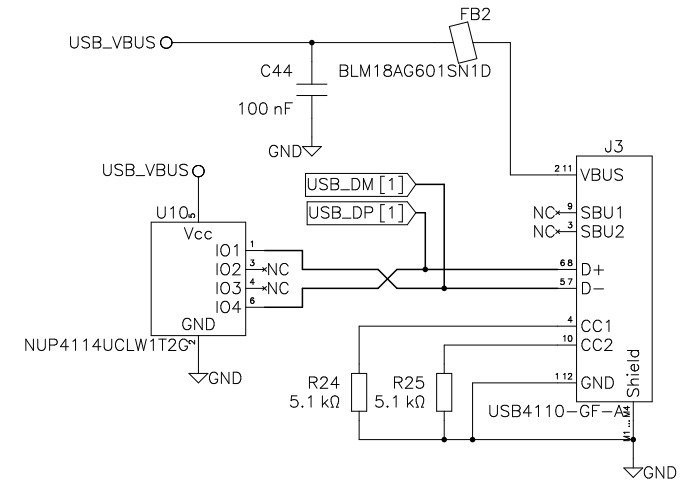 FB2
USB_VBUS
C44
BLM18AG601SN1D
100 nF
GND
J3
USB_VBUS
2 11
VBUS
USB_DM [1]
U10
5
NC
9
SBU1
USB_DP [1]
Vcc
NC
3
SBU2
IO1
1
IO2
3
NC
6 8
D+
IO3
4
NC
5 7
D-
IO4
6
GND
4
CC1
10
CC2
NUP4114UCLW1T2G
2
GND
R24
R25
1 12
GND
Shield
5.1 kΩ
5.1 kΩ
USB4110-GF-A
M1...M4
GND